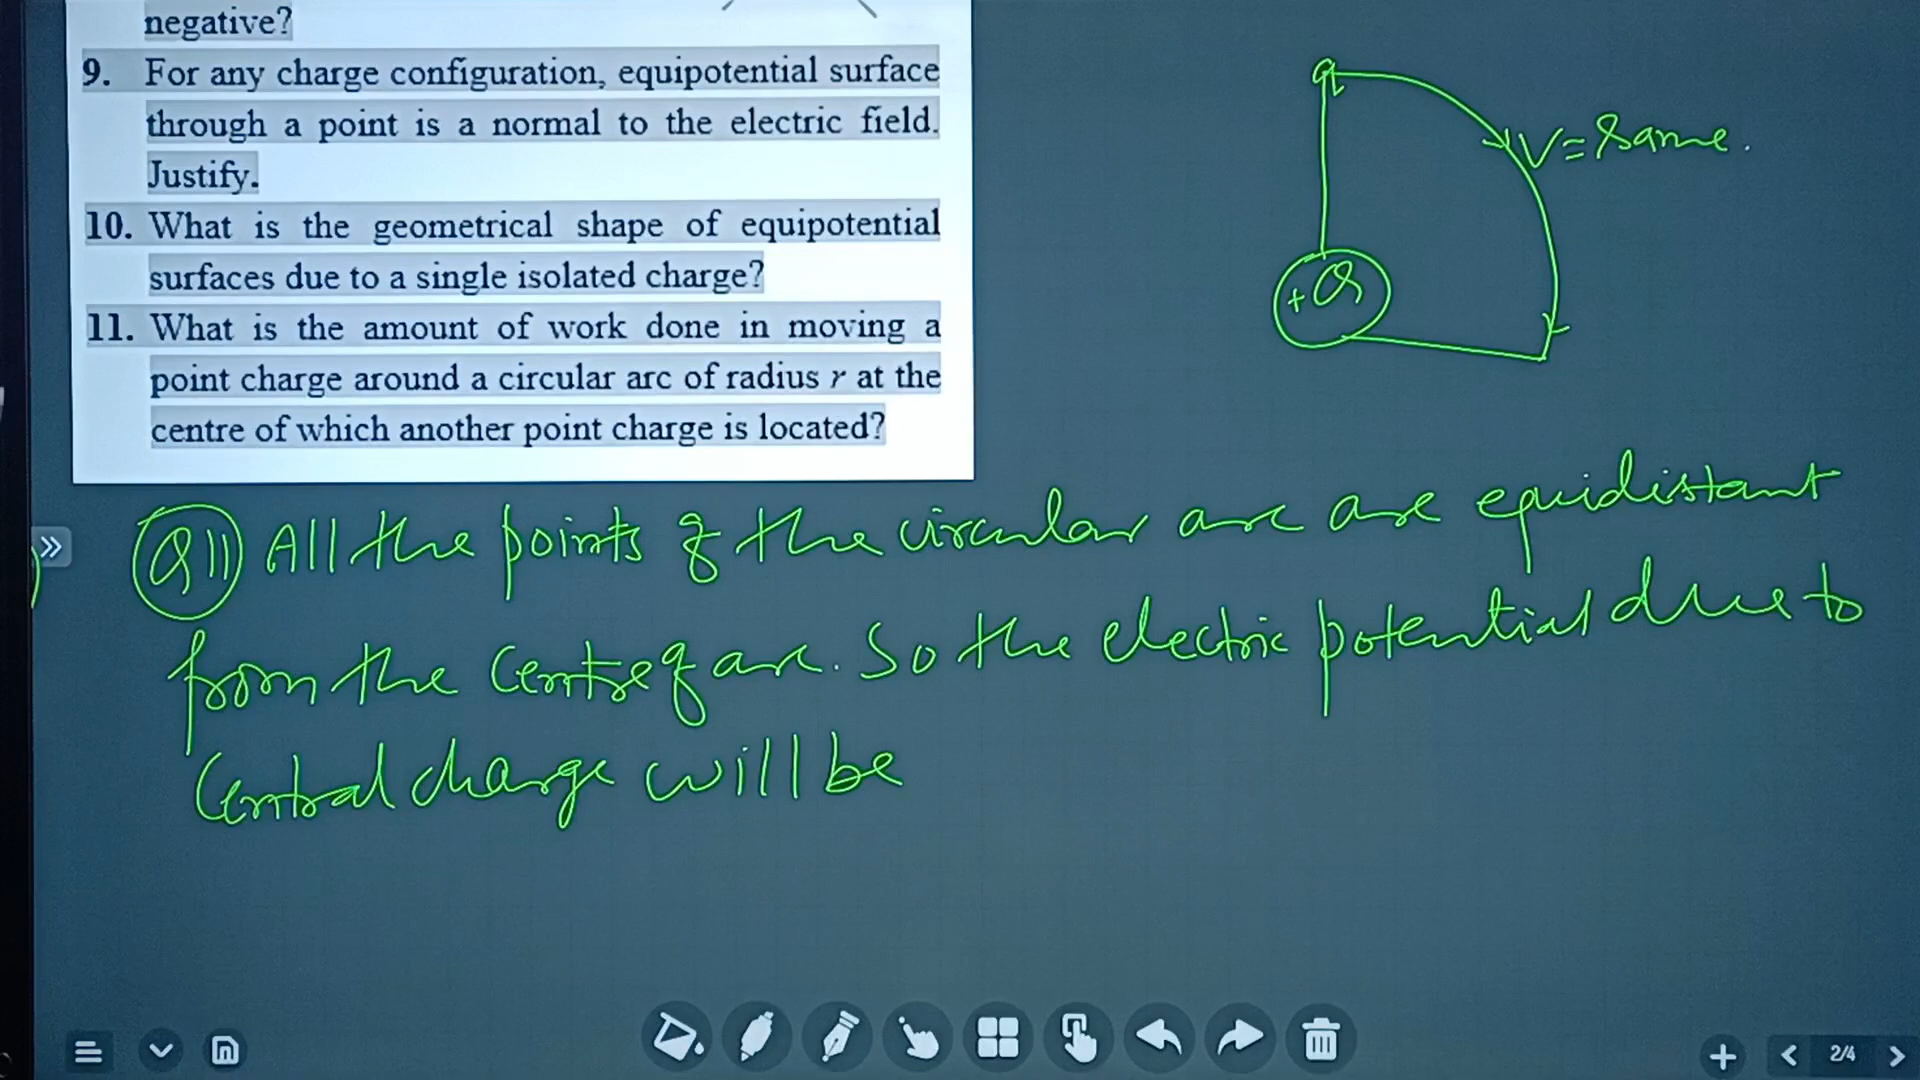 negative?
9. For any charge configuration, equipotential surface
through a point is a normal to the electric field.
Justify.
10. What is the geometrical shape of equipotential
surfaces due to a single isolated charge?
11. What is the amount of work done in moving a
point charge around a circular arc of radius r at the
centre of which another point charge is located?
q
V = Same.
+Q
Q11 All the points of the circular arc are equidistant
from the Centre of arc. So the electric potential due to
Central charge will be
2/4